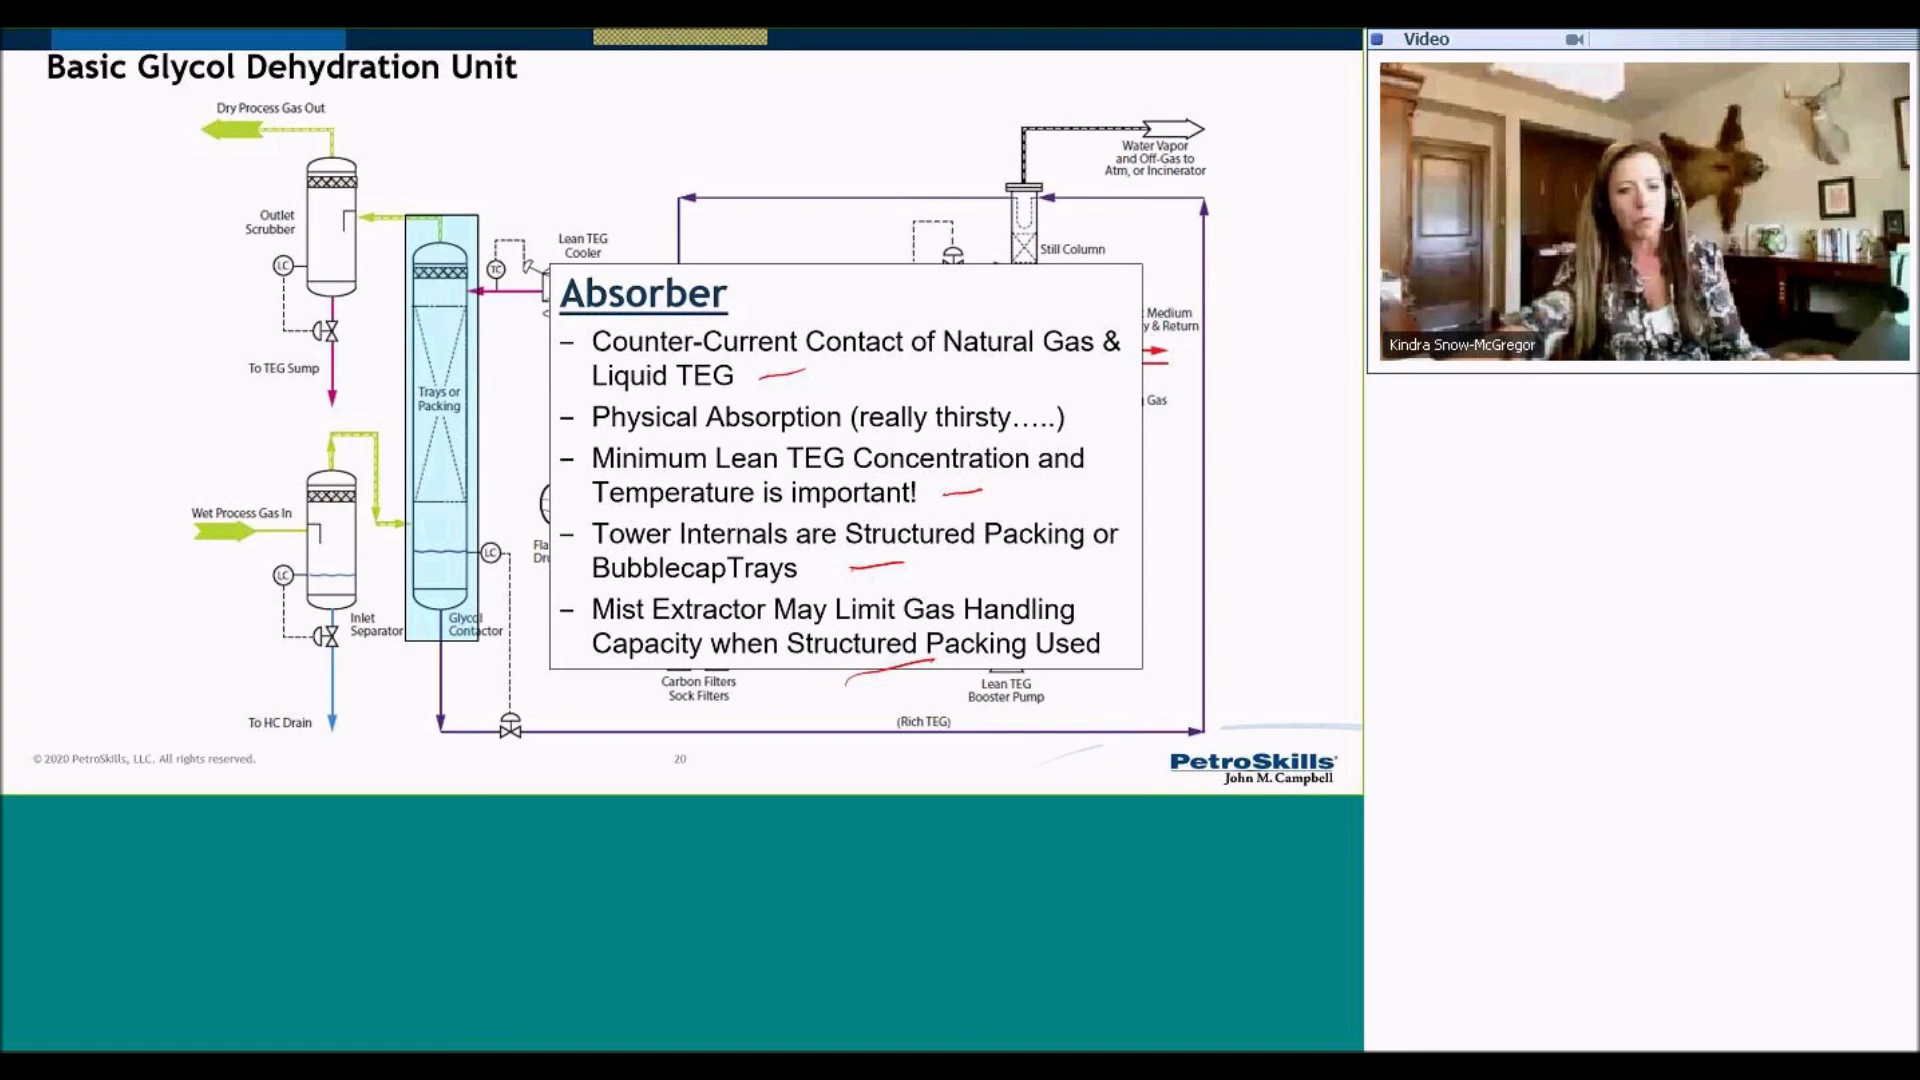 Basic Glycol Dehydration Unit
Dry Process Gas Out
Outlet
Scrubber
LC
To TEG Sump
Wet Process Gas In
LC
Inlet
Separator
To HC Drain
Trays or
Packing
Glycol
Contactor
LC
TC
Lean TEG
Cooler
Water Vapor
and Off-Gas to
Atm, or Incinerator
Still Column
Medium
y & Return
Gas
Fla
Dru
Absorber
– Counter-Current Contact of Natural Gas &
Liquid TEG
– Physical Absorption (really thirsty…..)
– Minimum Lean TEG Concentration and
Temperature is important!
– Tower Internals are Structured Packing or
BubblecapTrays
– Mist Extractor May Limit Gas Handling
Capacity when Structured Packing Used
Carbon Filters
Sock Filters
Lean TEG
Booster Pump
(Rich TEG)
© 2020 PetroSkills, LLC. All rights reserved.
20
PetroSkills
John M. Campbell
Video
Kindra Snow-McGregor